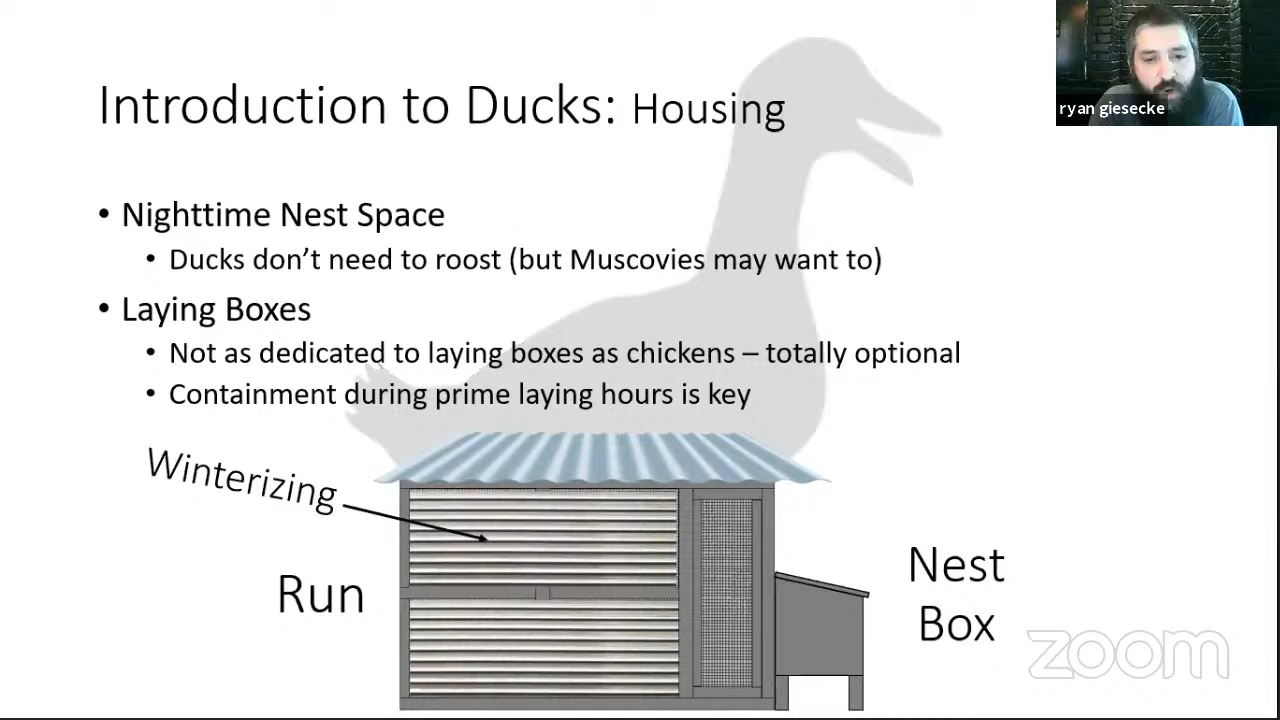 ryan giesecke
Introduction to Ducks: Housing
• Nighttime Nest Space
• Ducks don’t need to roost (but Muscovies may want to)
• Laying Boxes
• Not as dedicated to laying boxes as chickens – totally optional
• Containment during prime laying hours is key
Winterizing
Run
Nest
Box
zoom